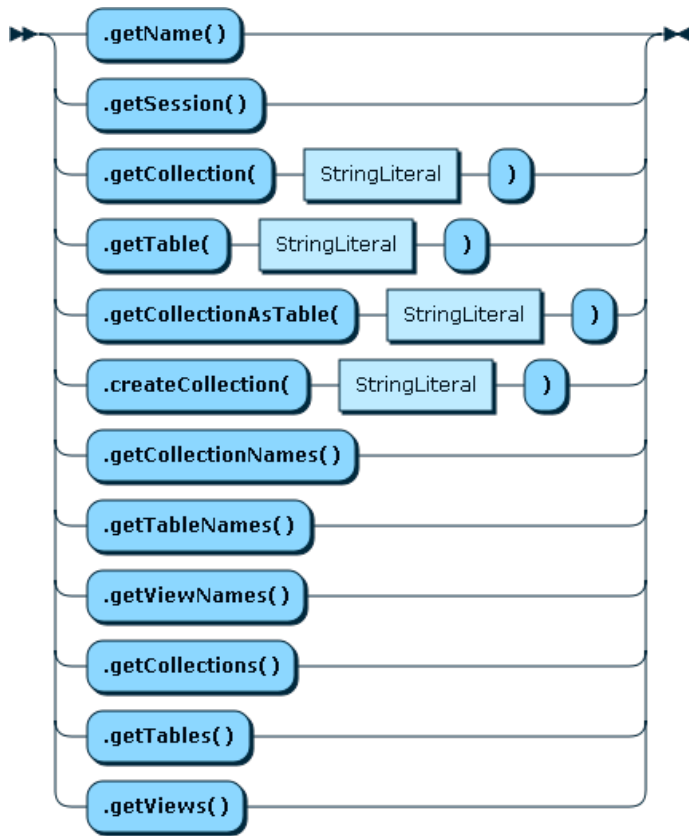 .getName()
.getSession()
.getCollection( StringLiteral )
.getTable( StringLiteral )
.getCollectionAsTable( StringLiteral )
.createCollection( StringLiteral )
.getCollectionNames()
.getTableNames()
.getViewNames()
.getCollections()
.getTables()
.getViews()